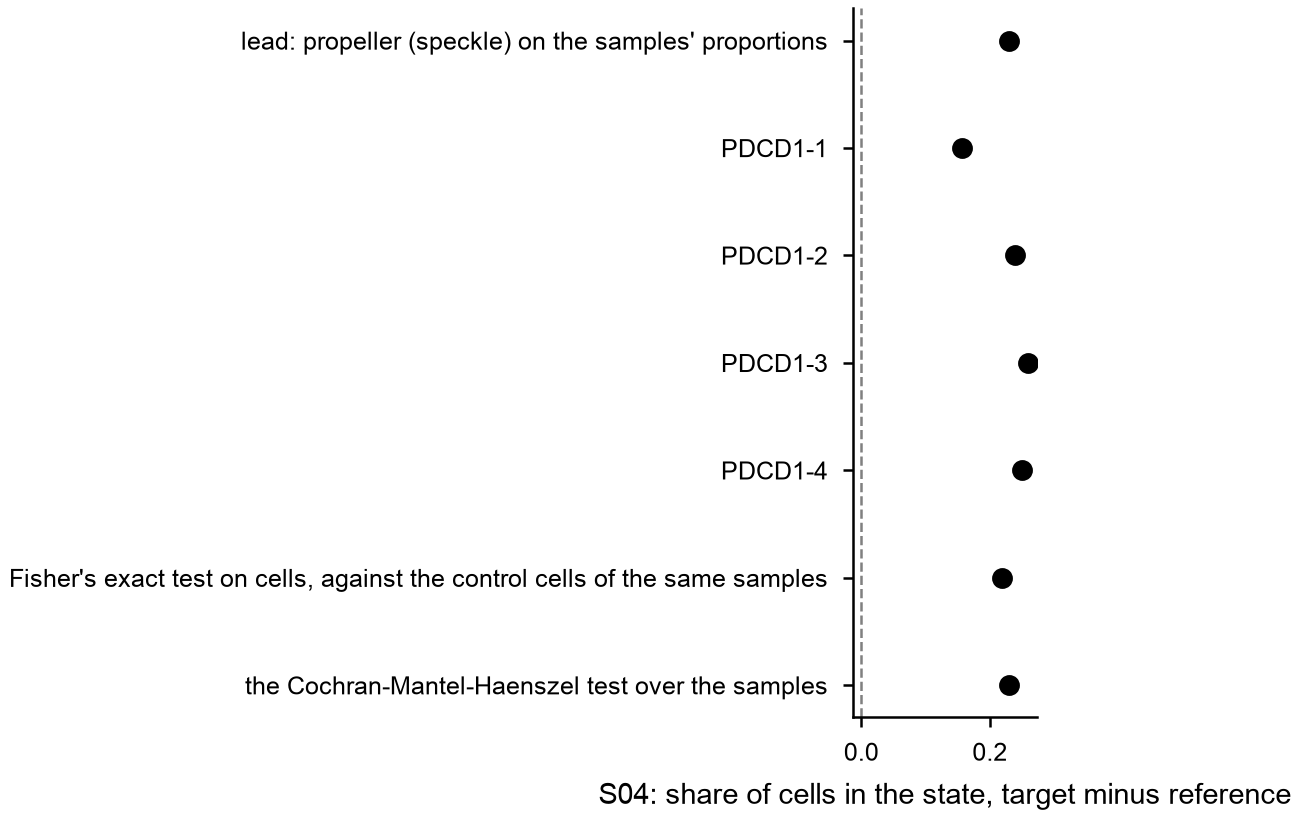 lead: propeller (speckle) on the samples' proportions
PDCD1-1
PDCD1-2
PDCD1-3
PDCD1-4
Fisher's exact test on cells, against the control cells of the same samples
the Cochran-Mantel-Haenszel test over the samples
0.0 0.2
S04: share of cells in the state, target minus reference